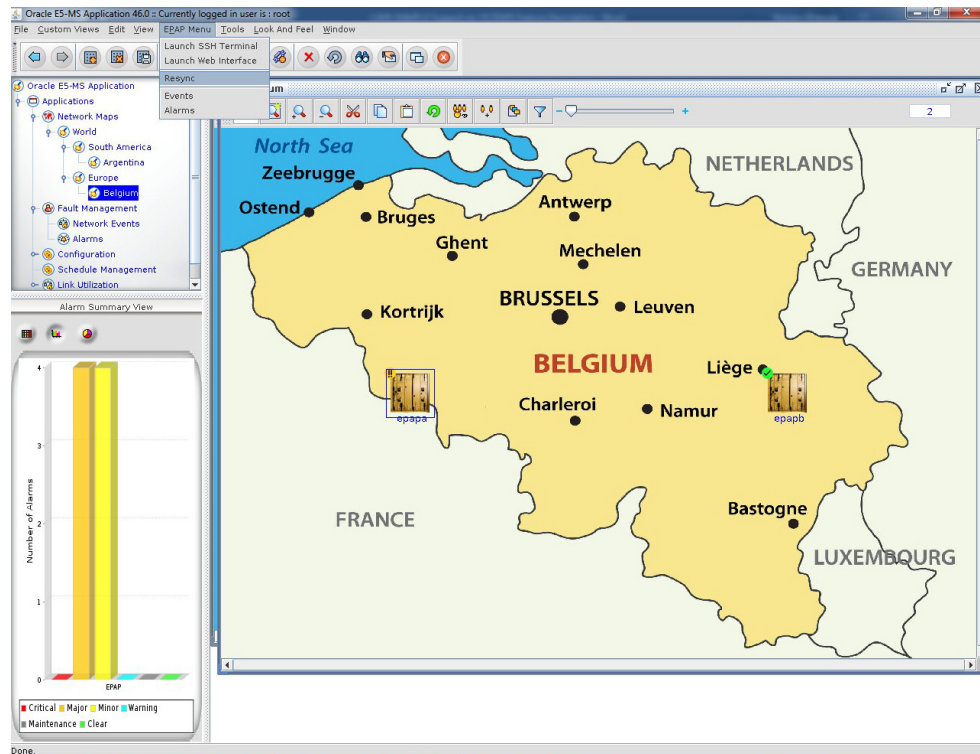 Oracle E5-MS Application 46.0 :: Currently logged in user is : root
File Custom Views Edit View EPAP Menu Tools Look And Feel Window
Launch SSH Terminal
Launch Web Interface
Resync
Events
Alarms
Oracle E5-MS Application
Applications
Network Maps
World
South America
Argentina
Europe
Belgium
Fault Management
Network Events
Alarms
Configuration
Schedule Management
Link Utilization
um
2
North Sea
NETHERLANDS
Zeebrugge
Ostend
Bruges
Antwerp
Ghent
Mechelen
GERMANY
BRUSSELS
Leuven
Kortrijk
BELGIUM
Liège
epapa
Charleroi
Namur
epapb
FRANCE
Bastogne
LUXEMBOURG
Alarm Summary View
Number of Alarms
4
3
2
1
0
EPAP
Critical Major Minor Warning
Maintenance Clear
Done.